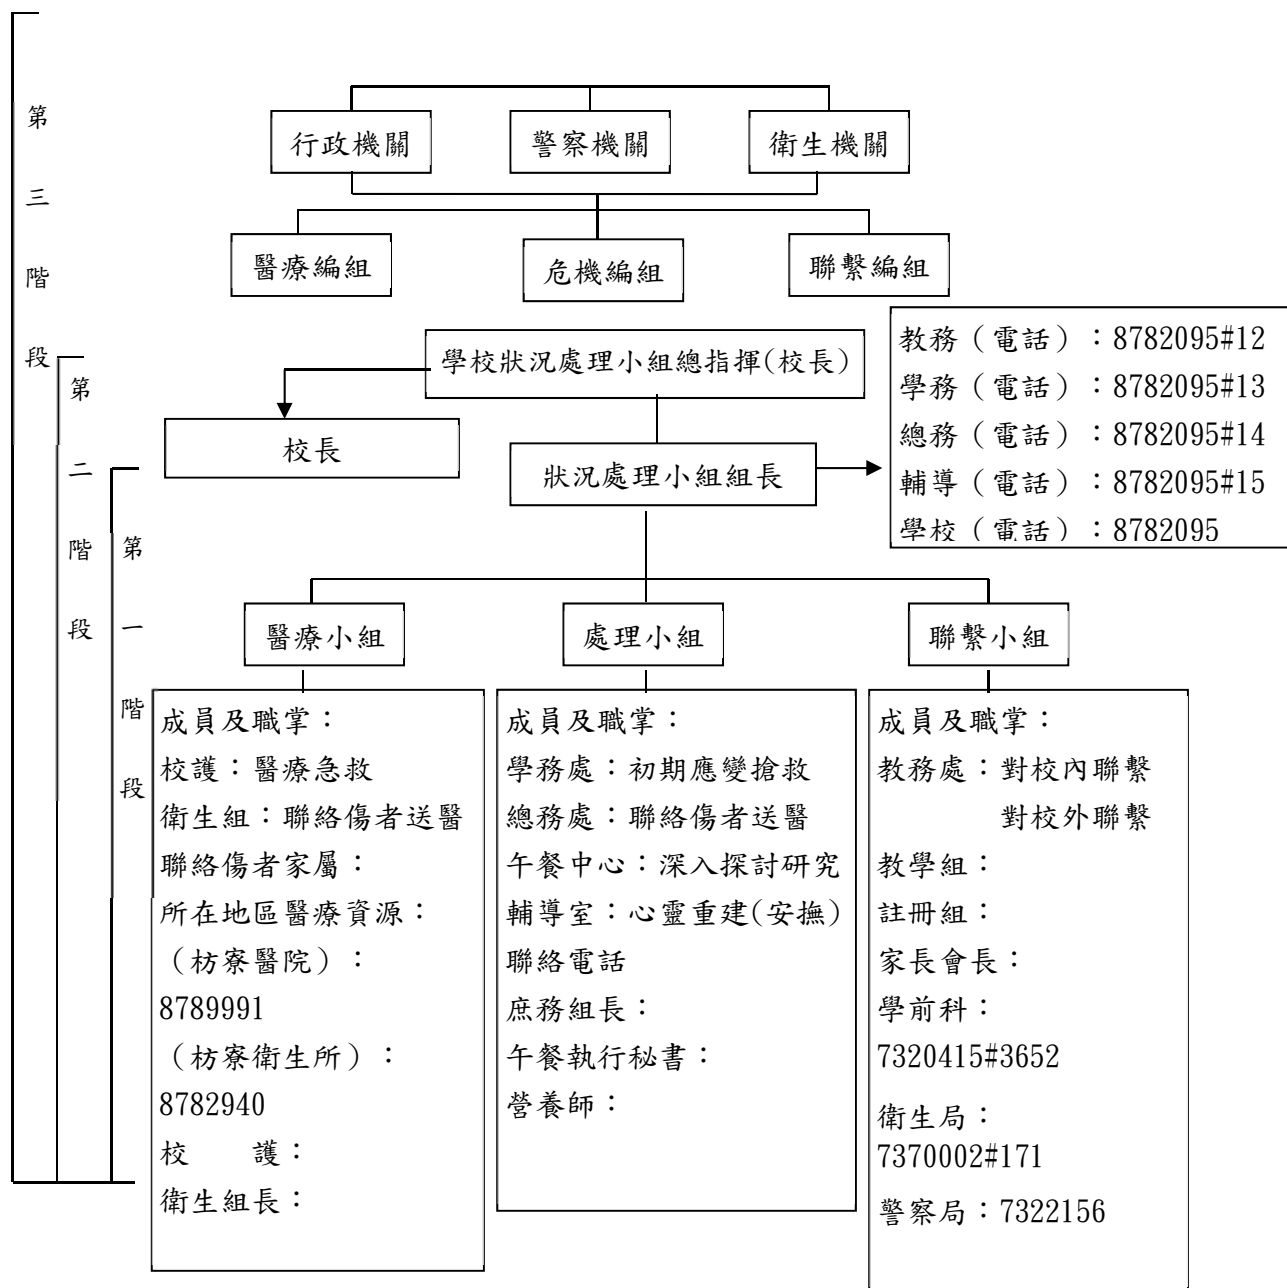 第三階段
行政機關
警察機關
衛生機關
醫療編組
危機編組
聯繫編組
第二階段
學校狀況處理小組總指揮(校長)
校長
狀況處理小組組長
教務（電話）：8782095#12
學務（電話）：8782095#13
總務（電話）：8782095#14
輔導（電話）：8782095#15
學校（電話）：8782095
第一階段
醫療小組
處理小組
聯繫小組
成員及職掌：
校護：醫療急救
衛生組：聯絡傷者送醫
聯絡傷者家屬：
所在地區醫療資源：
（枋寮醫院）：
8789991
（枋寮衛生所）：
8782940
校　　護：
衛生組長：
成員及職掌：
學務處：初期應變搶救
總務處：聯絡傷者送醫
午餐中心：深入探討研究
輔導室：心靈重建(安撫)
聯絡電話
庶務組長：
午餐執行秘書：
營養師：
成員及職掌：
教務處：對校內聯繫
對校外聯繫
教學組：
註冊組：
家長會長：
學前科：
7320415#3652
衛生局：
7370002#171
警察局：7322156